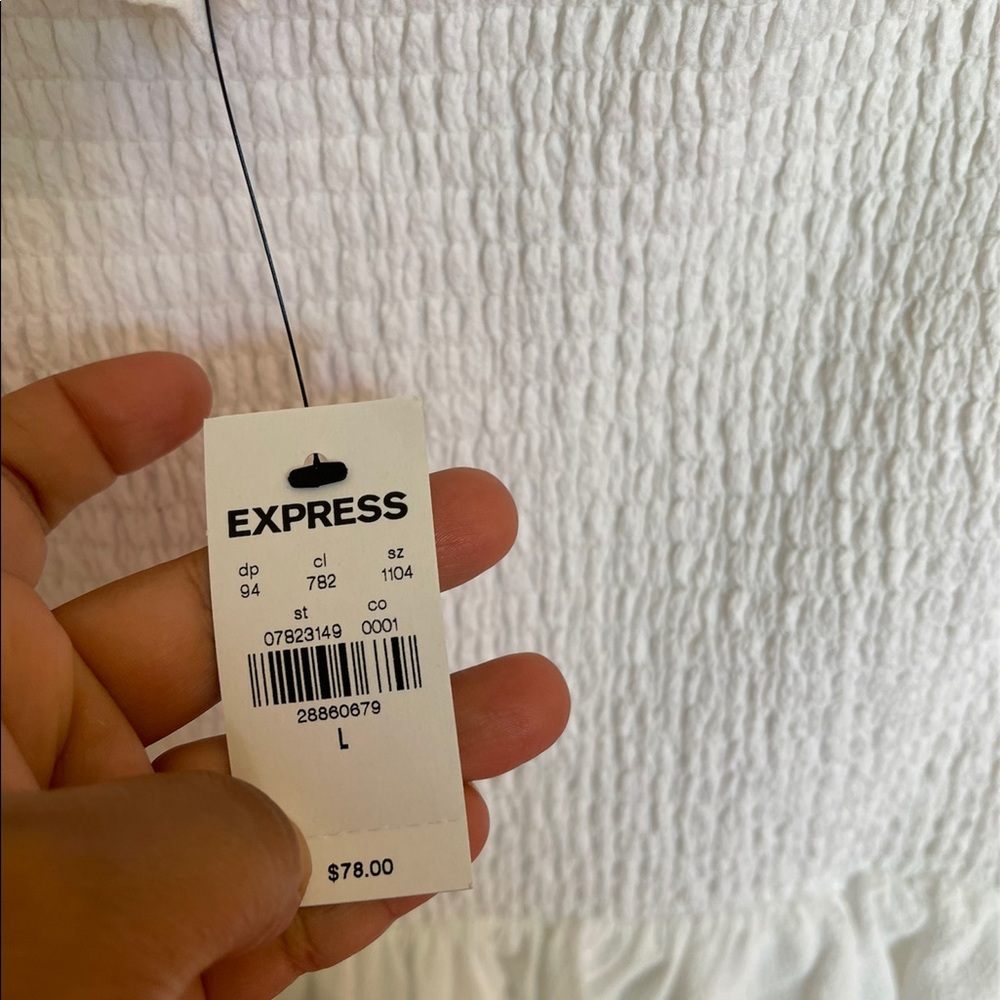 EXPRESS
dp cl sz
94 782 1104
st co
07823149 0001
28860679
L
$78.00